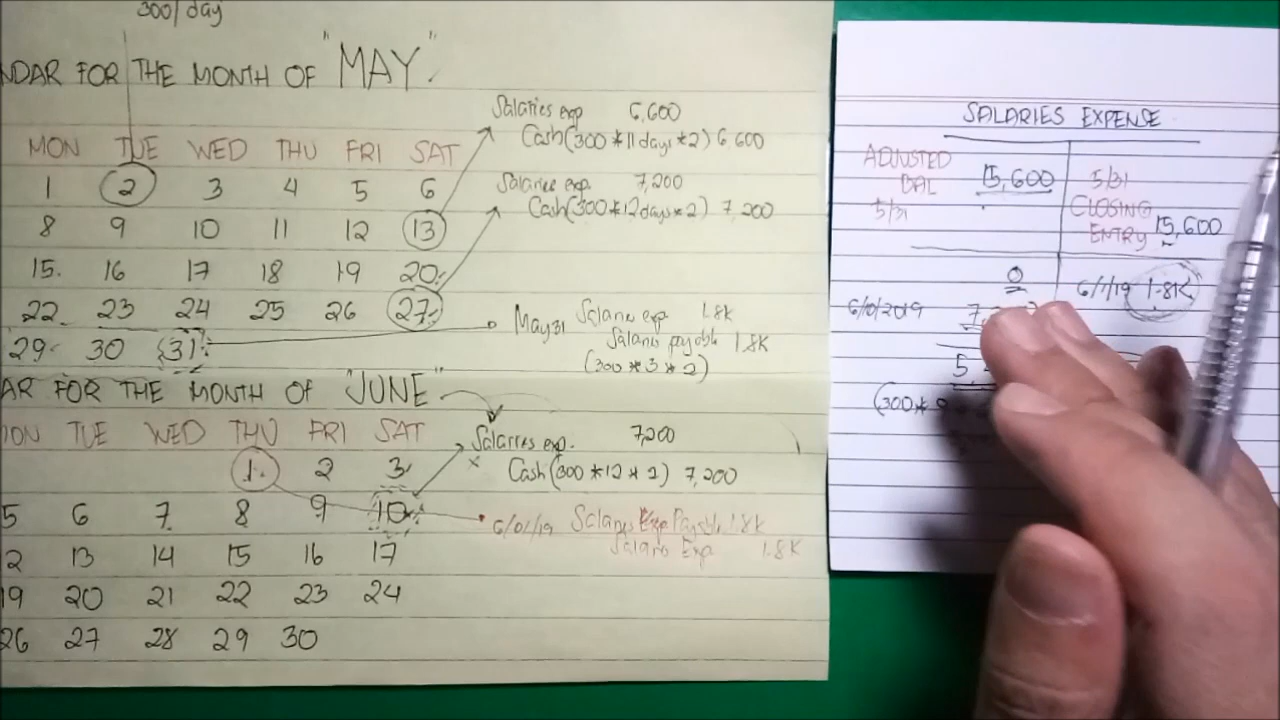 300/day
NDAR FOR THE MONTH OF "MAY".
MON TUE WED THU FRI SAT
1 2 3 4 5 6
8 9 10 11 12 13
15. 16 17 18 19 20
22 23 24 25 26 27
29 30 31
Salaries exp 6,600
Cash (300*11days*2) 6,600
Salaries exp. 7,200
Cash (300*12days*2) 7,200
May 31 Salaries exp 1.8K
Salaries payable 1.8K
(300*3*2)
AR FOR THE MONTH OF "JUNE"
ON TUE WED THU FRI SAT
1 2 3
5 6 7 8 9 10
2 13 14 15 16 17
19 20 21 22 23 24
26 27 28 29 30
Salaries exp. 7,200
Cash (300*12*2) 7,200
6/01/19 Salaries Payable 1.8K
Salaries Exp 1.8K
SALARIES EXPENSE
ADJUSTED
BAL 15,600
5/31
5/31
CLOSING
ENTRY 15,600
0
6/1/19 1.8K
6/10/2019 7,
5,
(300*9